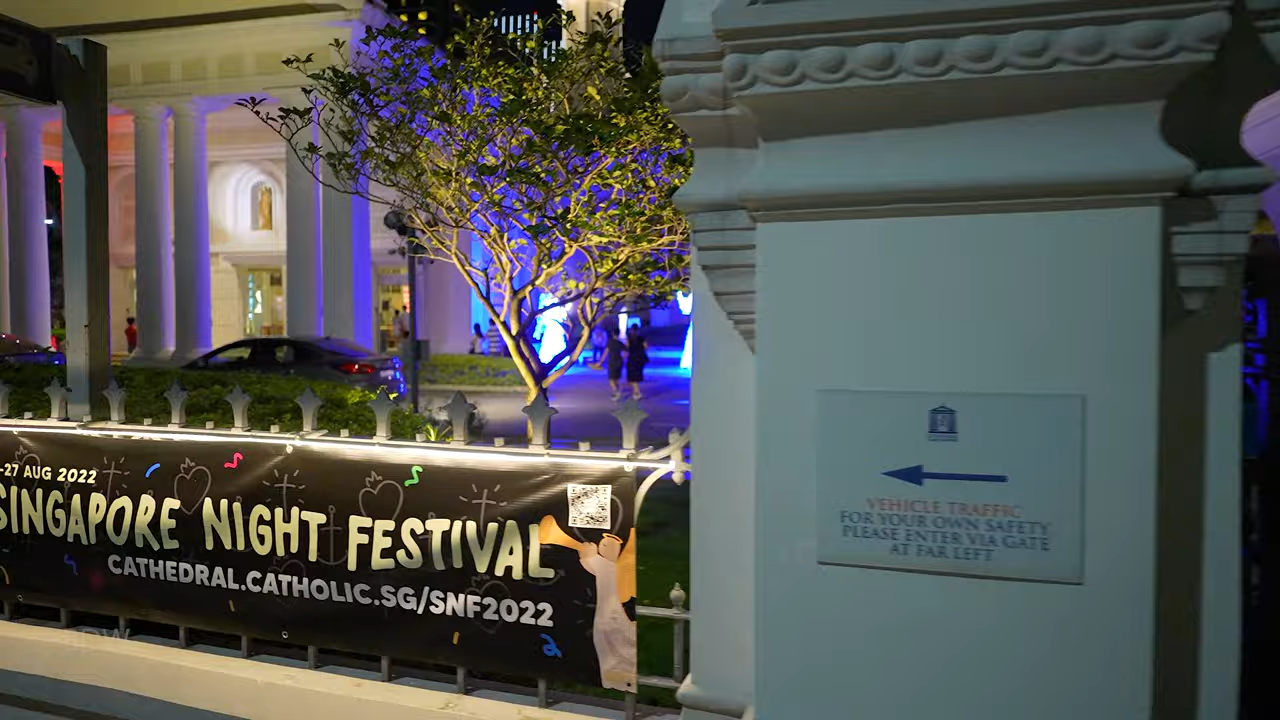 -27 AUG 2022
SINGAPORE NIGHT FESTIVAL
CATHEDRAL.CATHOLIC.SG/SNF2022
VEHICLE TRAFFIC
FOR YOUR OWN SAFETY
PLEASE ENTER VIA GATE
AT FAR LEFT